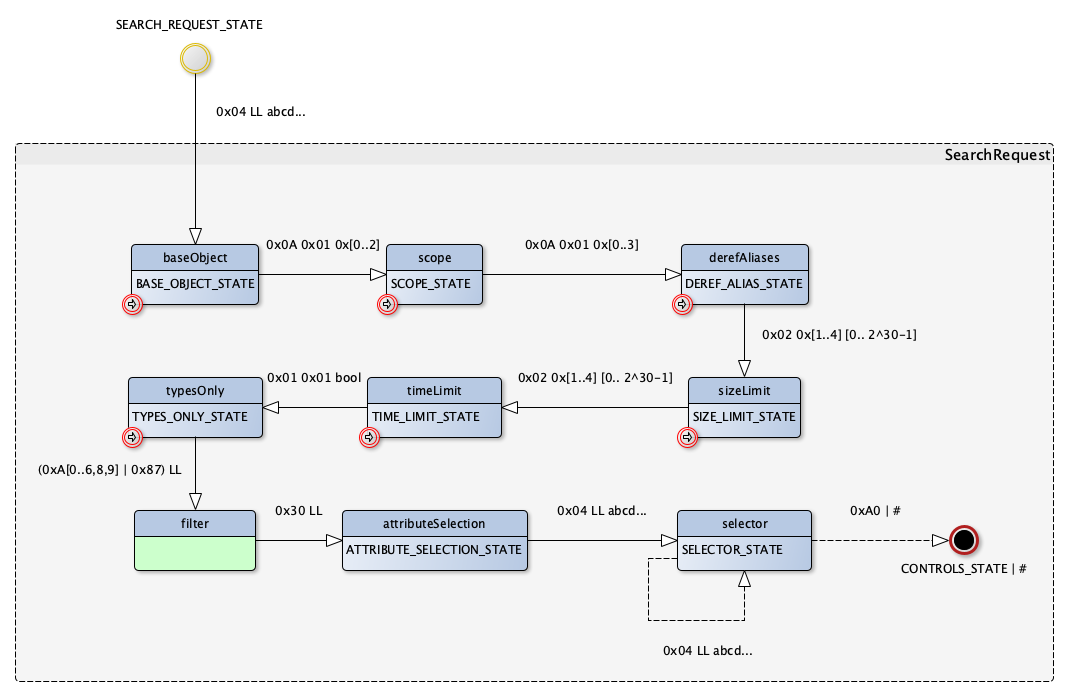 SEARCH_REQUEST_STATE
0x04 LL abcd...
SearchRequest
baseObject
BASE_OBJECT_STATE
0x0A 0x01 0x[0..2]
scope
SCOPE_STATE
0x0A 0x01 0x[0..3]
derefAliases
DEREF_ALIAS_STATE
0x02 0x[1..4] [0.. 2^30-1]
typesOnly
TYPES_ONLY_STATE
0x01 0x01 bool
timeLimit
TIME_LIMIT_STATE
0x02 0x[1..4] [0.. 2^30-1]
sizeLimit
SIZE_LIMIT_STATE
(0xA[0..6,8,9] | 0x87) LL
filter
0x30 LL
attributeSelection
ATTRIBUTE_SELECTION_STATE
0x04 LL abcd...
selector
SELECTOR_STATE
0xA0 | #
CONTROLS_STATE | #
0x04 LL abcd...